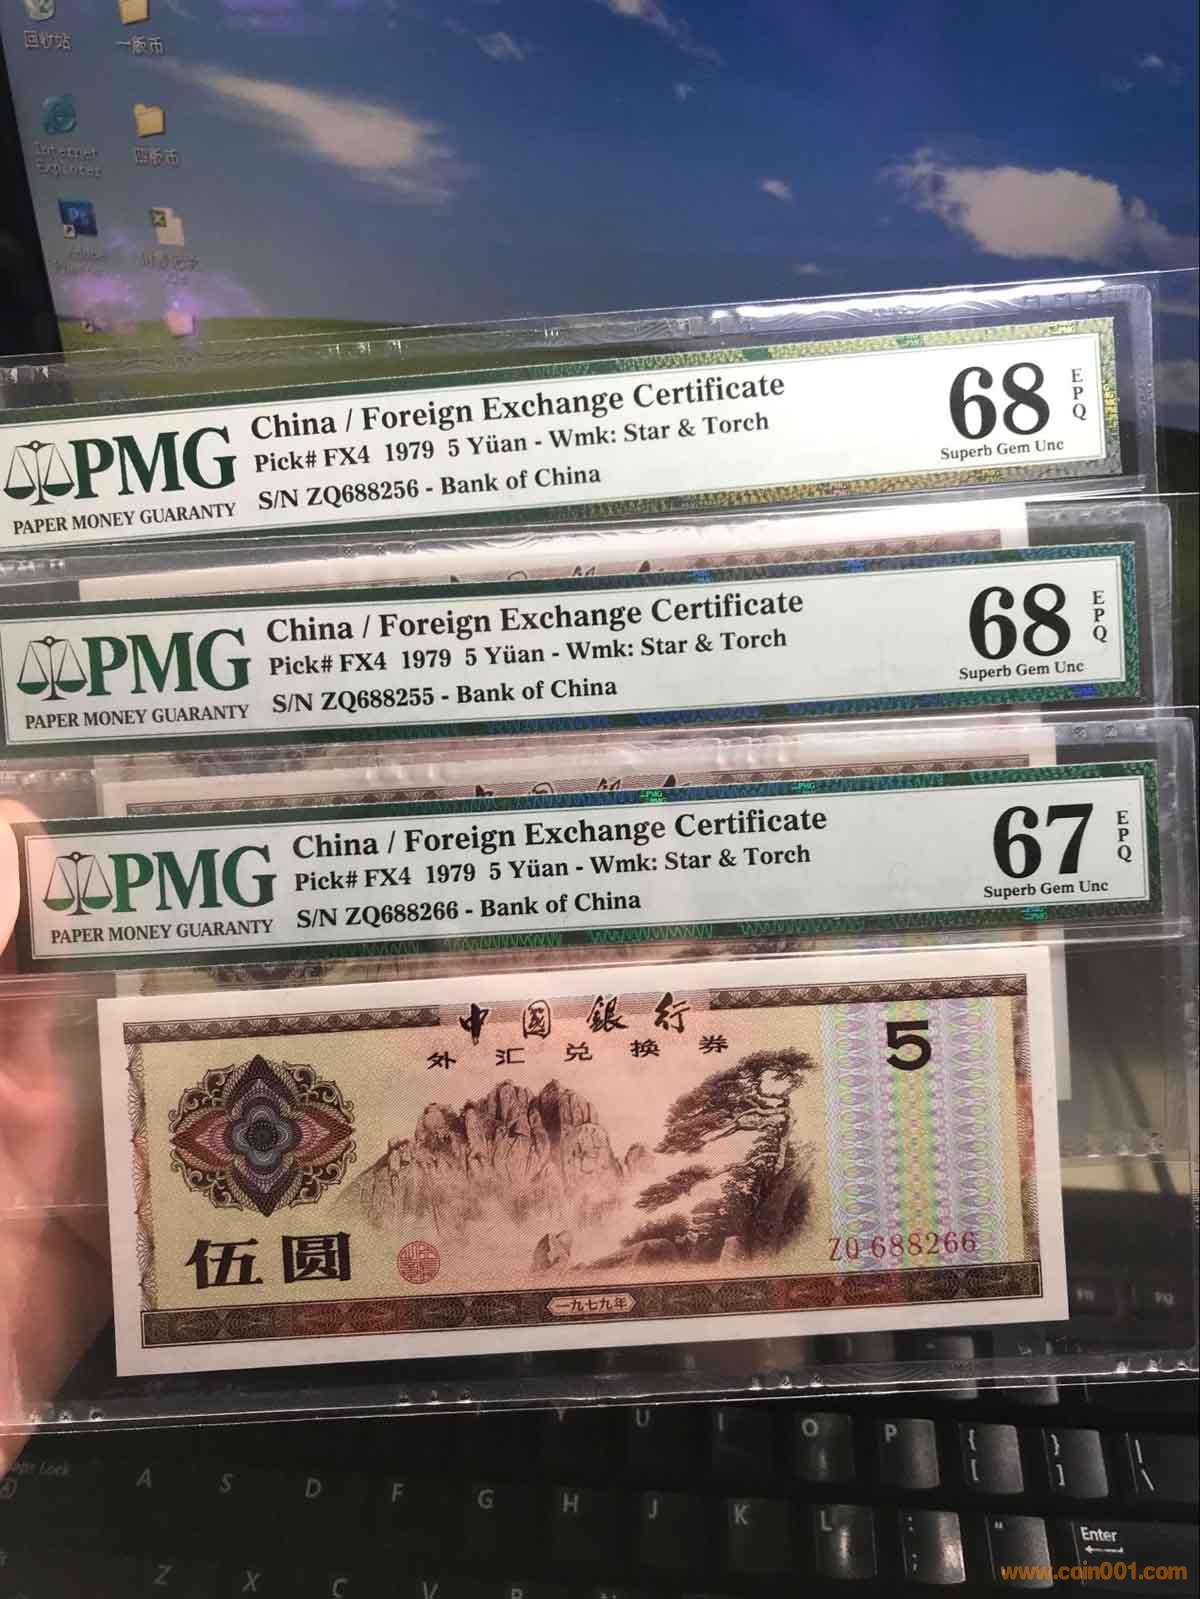 回收站
一版币
Internet
Explorer
四版币
Ps
Adobe
China / Foreign Exchange Certificate
Pick# FX4 1979 5 Yüan - Wmk: Star & Torch
S/N ZQ688256 - Bank of China
PMG
PAPER MONEY GUARANTY
68
EPQ
Superb Gem Unc
China / Foreign Exchange Certificate
Pick# FX4 1979 5 Yüan - Wmk: Star & Torch
S/N ZQ688255 - Bank of China
PMG
PAPER MONEY GUARANTY
68
EPQ
Superb Gem Unc
China / Foreign Exchange Certificate
Pick# FX4 1979 5 Yüan - Wmk: Star & Torch
S/N ZQ688266 - Bank of China
PMG
PAPER MONEY GUARANTY
67
EPQ
Superb Gem Unc
中國銀行
外汇兑换券
5
伍圆
ZQ 688266
一九七九年
U I O P { [ } ] | \
A S D F G H J K L : ; " Enter
Z X C V
www.coin001.com